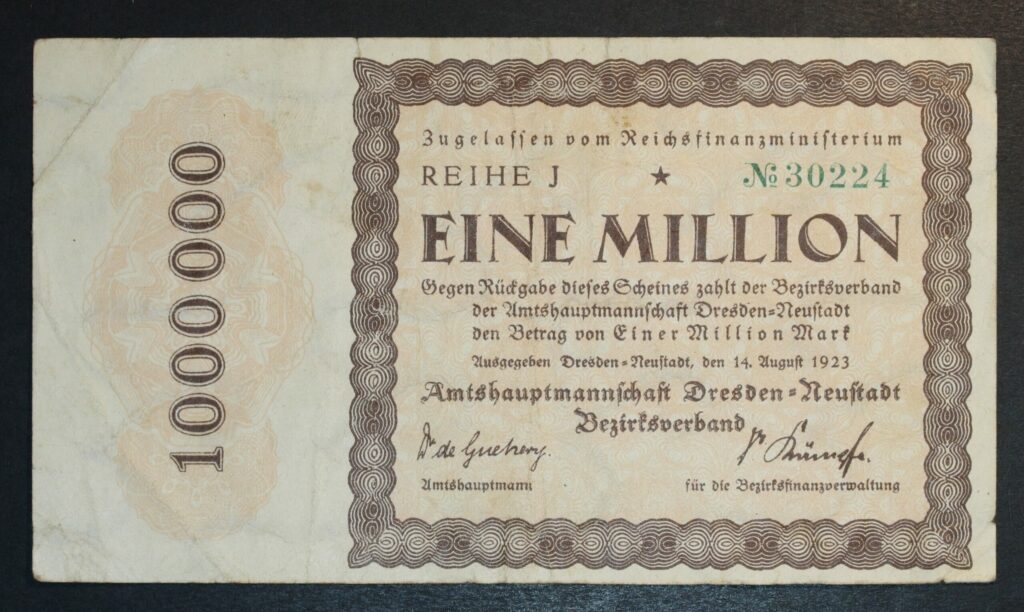 1000000
Zugelassen vom Reichsfinanzministerium
REIHE J ★ № 30224
EINE MILLION
Gegen Rückgabe dieses Scheines zahlt der Bezirksverband
der Amtshauptmannschaft Dresden=Neustadt
den Betrag von Einer Million Mark
Ausgegeben Dresden=Neustadt, den 14. August 1923
Amtshauptmannschaft Dresden=Neustadt
Bezirksverband
Dr de
Amtshauptmann für die Bezirksfinanzverwaltung